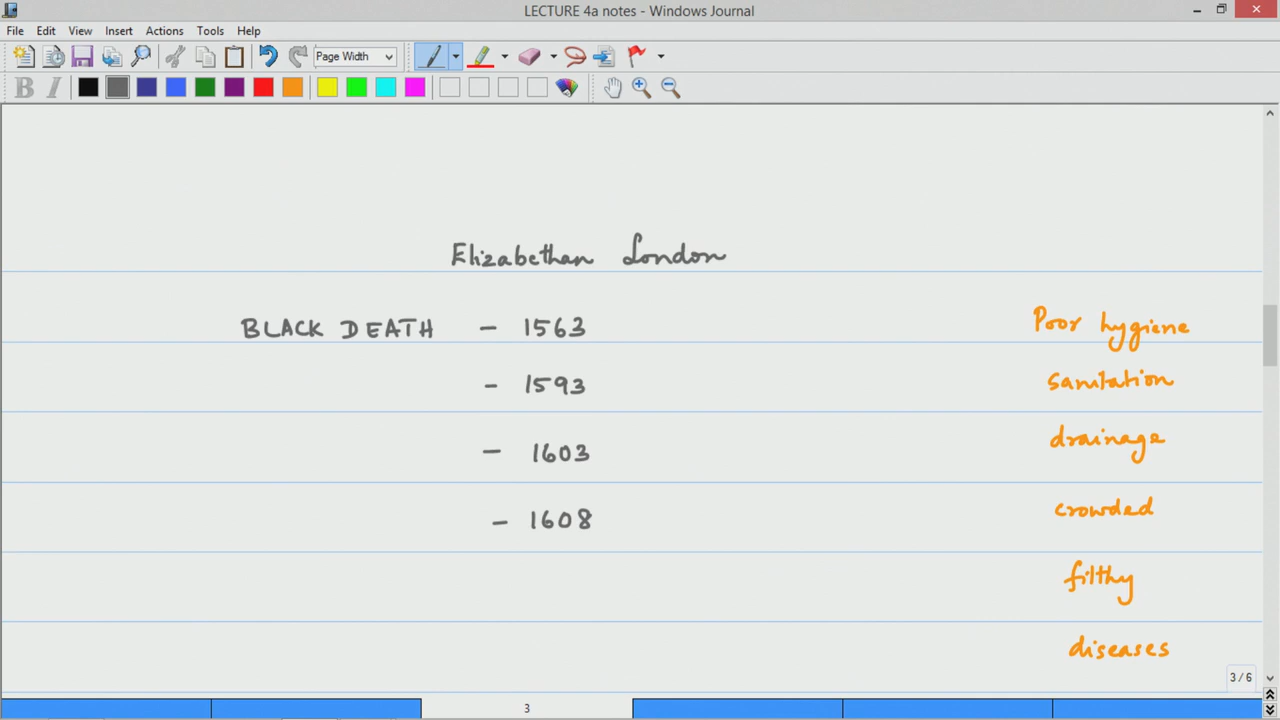 LECTURE 4a notes - Windows Journal
File Edit View Insert Actions Tools Help
Page Width
B I
Elizabethan London
BLACK DEATH - 1563 Poor hygiene
- 1593 sanitation
- 1603 drainage
- 1608 crowded
filthy
diseases
3 / 6
3